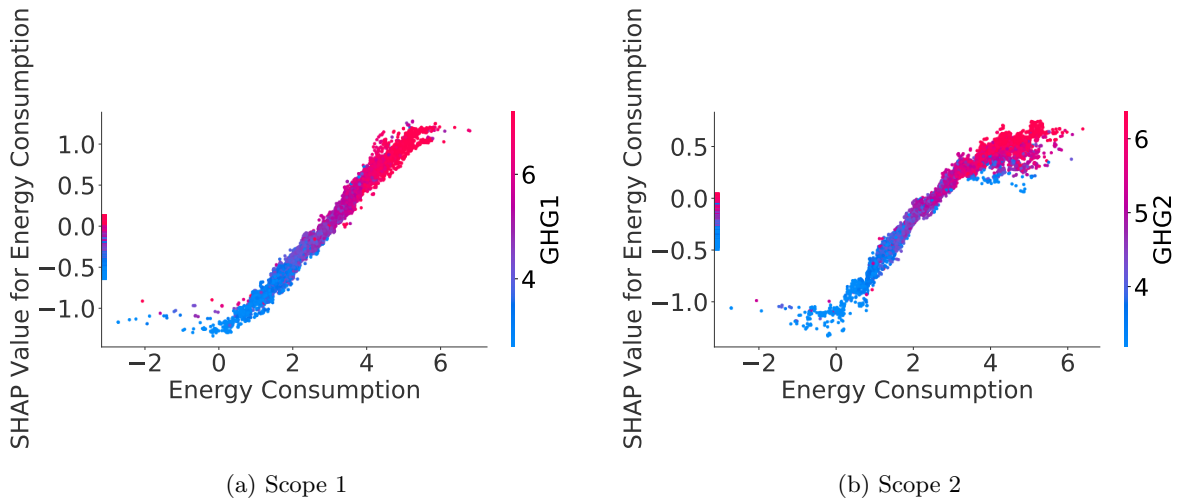 SHAP Value for Energy Consumption
1.0
0.5
0.0
−0.5
−1.0
−2 0 2 4 6
Energy Consumption
6
4
GHG1
(a) Scope 1
SHAP Value for Energy Consumption
0.5
0.0
−0.5
−1.0
−2 0 2 4 6
Energy Consumption
6
5
4
GHG2
(b) Scope 2